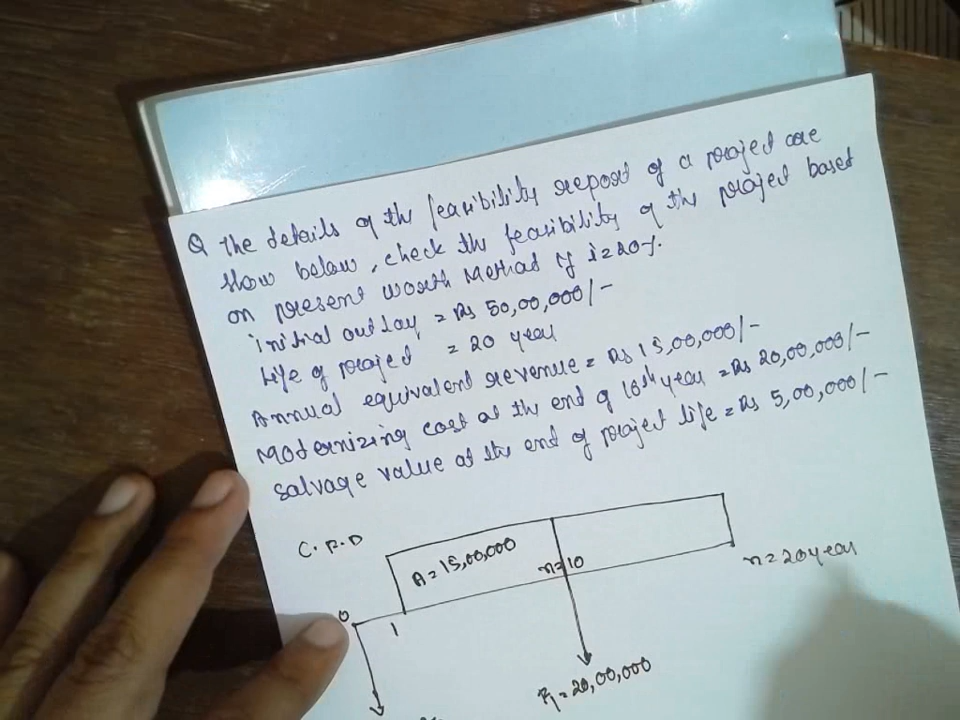 Q The details of the feasibility report of a project are
show below, check the feasibility of the project based
on present worth Method if i=20%.
initial outlay = Rs 50,00,000/-
Life of project = 20 year
Annual equivalent revenue = Rs 15,00,000/-
Modernizing cost at the end of 10th year = Rs 20,00,000/-
salvage value at the end of project life = Rs 5,00,000/-
C.F.D
A = 15,00,000
n=10
n=20 year
0
1
F1 = 20,00,000